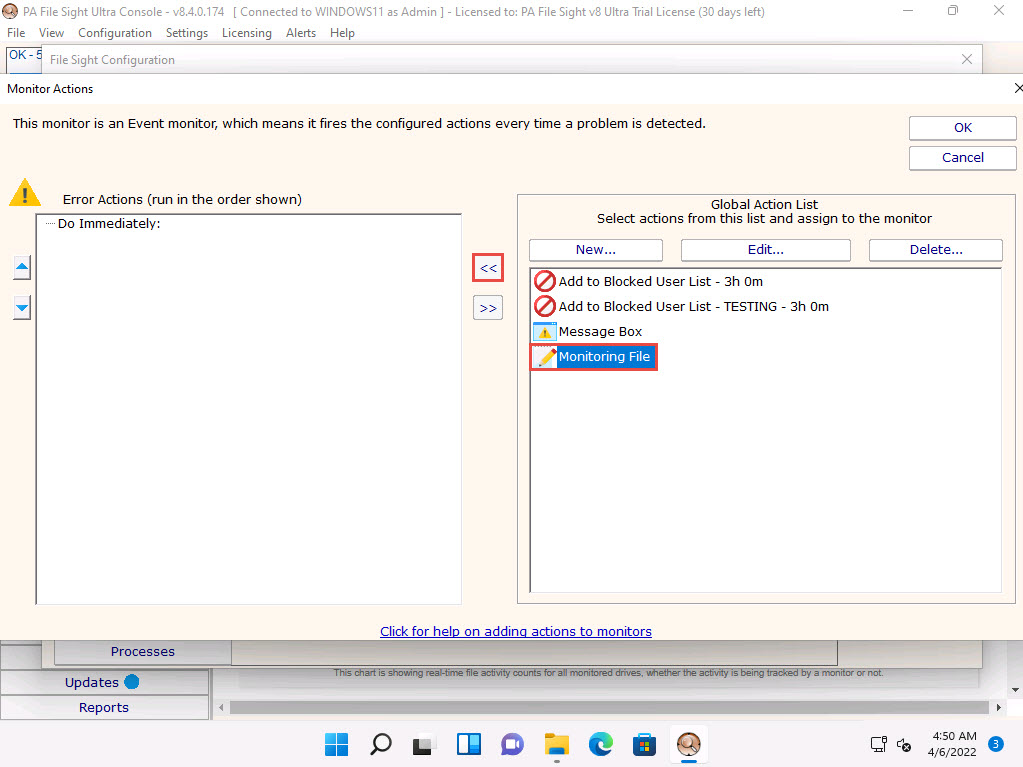 PA File Sight Ultra Console - v8.4.0.174 [ Connected to WINDOWS11 as Admin ] - Licensed to: PA File Sight v8 Ultra Trial License (30 days left)
File View Configuration Settings Licensing Alerts Help
OK - 5
File Sight Configuration
Monitor Actions
This monitor is an Event monitor, which means it fires the configured actions every time a problem is detected.
OK
Cancel
Error Actions (run in the order shown)
Do Immediately:
<<
>>
Global Action List
Select actions from this list and assign to the monitor
New... Edit... Delete...
Add to Blocked User List - 3h 0m
Add to Blocked User List - TESTING - 3h 0m
Message Box
Monitoring File
Click for help on adding actions to monitors
Processes
This chart is showing real-time file activity counts for all monitored drives, whether the activity is being tracked by a monitor or not.
Updates
Reports
4:50 AM
4/6/2022
3